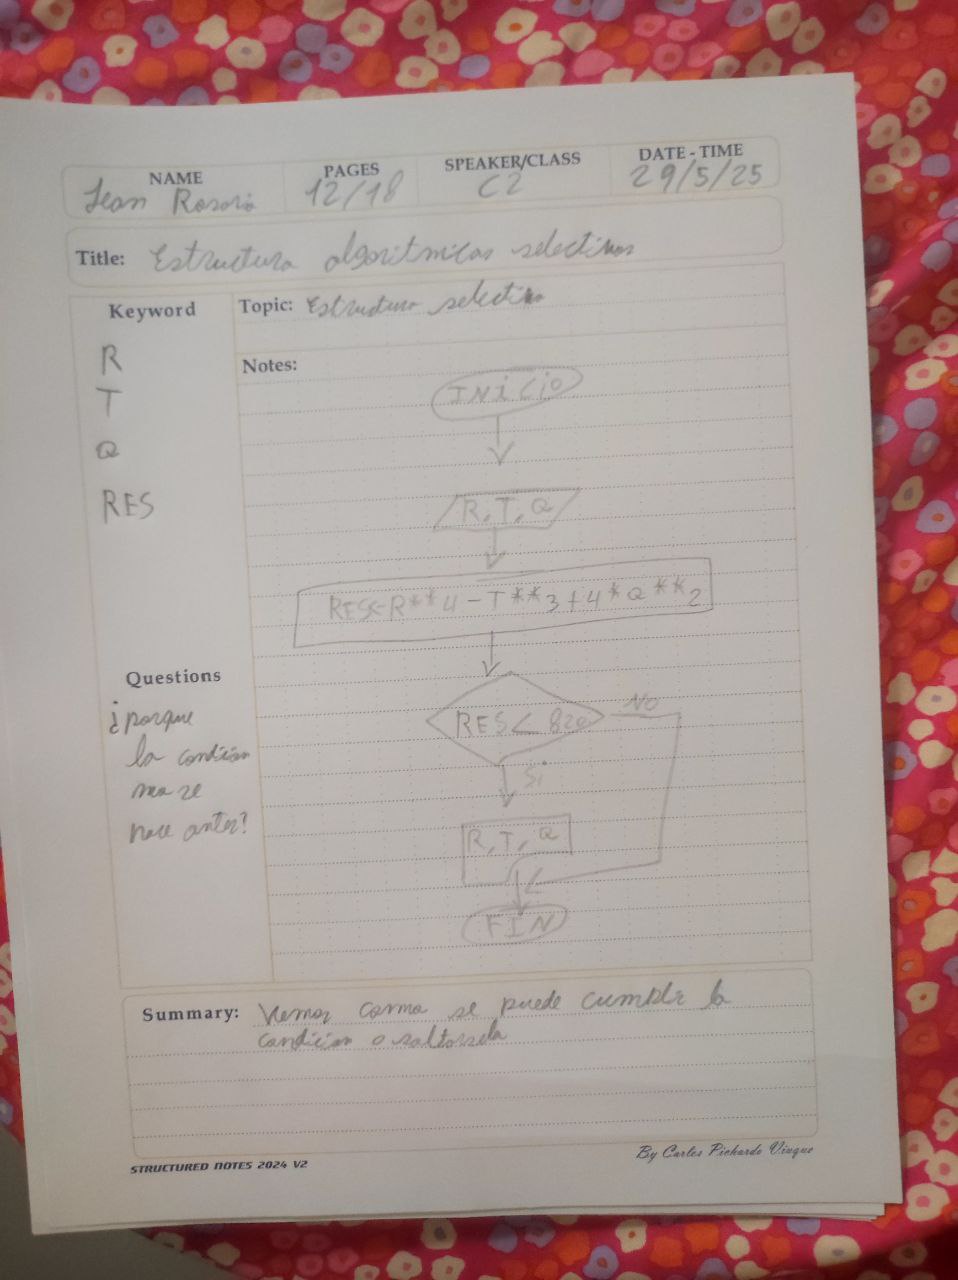 NAME PAGES SPEAKER/CLASS DATE-TIME
Jean Rosario 12/18 C2 29/5/25
Title: Estructura algoritmicas selectivas
Keyword
Topic: Estructura selectiva
R
T
Q
RES
Notes:
INICIO
R, T, Q
RES<-R**4-T**3+4*Q**2
RES< 820
NO
Si
R, T, Q
FIN
Questions
¿porque
la condicion
no se
hace antes?
Summary: Vemos como se puede cumplir la
condicion o saltarsela
STRUCTURED NOTES 2024 V2
By Carlos Pichardo Viuque